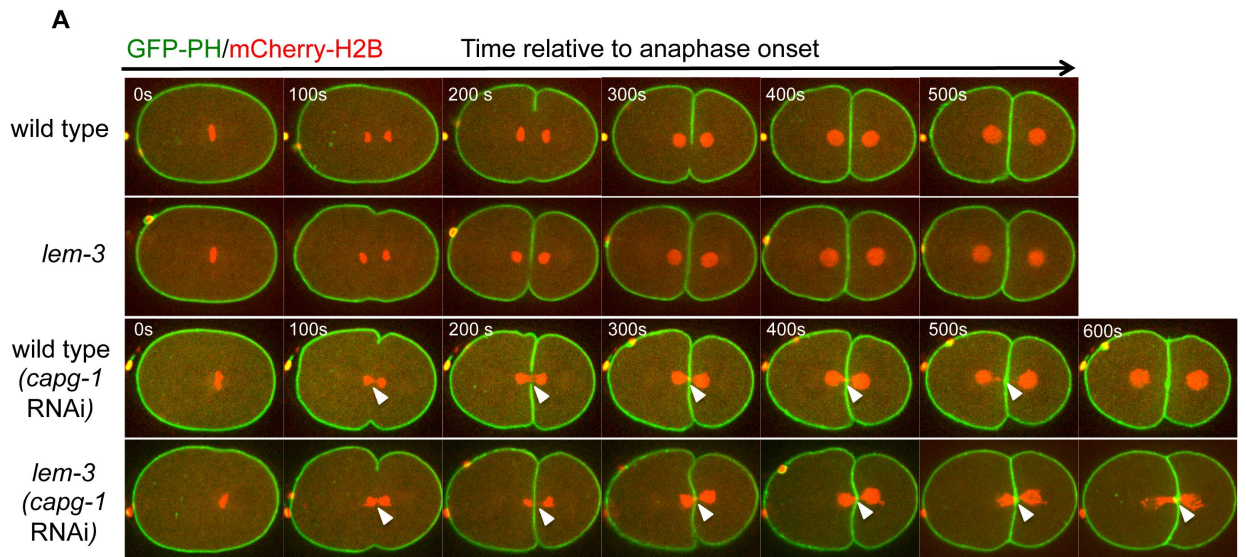 A
GFP-PH/mCherry-H2B Time relative to anaphase onset
wild type
0s 100s 200 s 300s 400s 500s
lem-3
wild type
(capg-1
RNAi)
0s 100s 200 s 300s 400s 500s 600s
lem-3
(capg-1
RNAi)